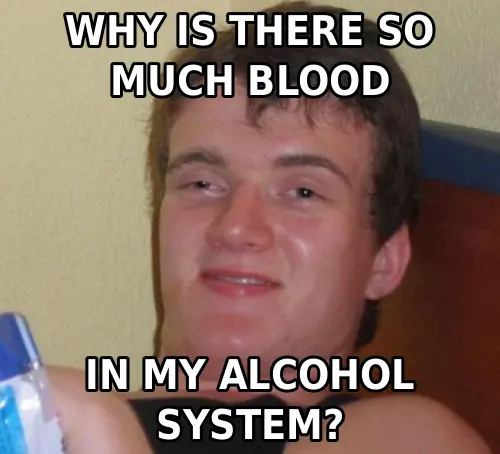 WHY IS THERE SO
MUCH BLOOD
IN MY ALCOHOL
SYSTEM?